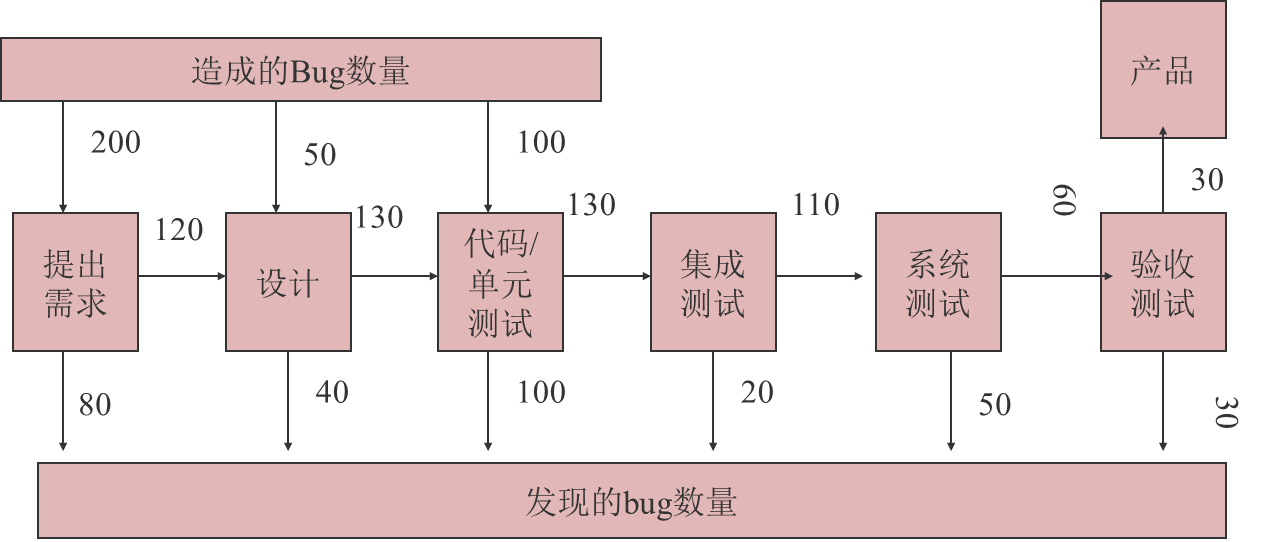 产品
造成的Bug数量
200
50
100
30
60
120
130
130
110
提出
需求
设计
代码/
单元
测试
集成
测试
系统
测试
验收
测试
80
40
100
20
50
30
发现的bug数量